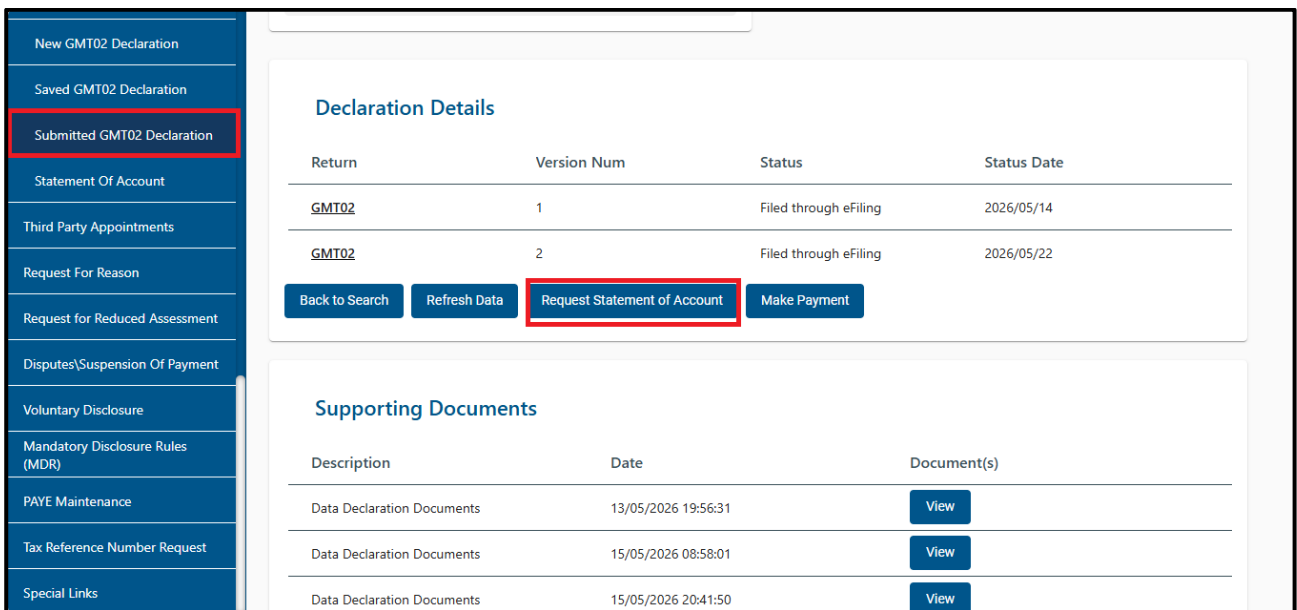 New GMT02 Declaration
Saved GMT02 Declaration
Submitted GMT02 Declaration
Statement Of Account
Third Party Appointments
Request For Reason
Request for Reduced Assessment
Disputes\Suspension Of Payment
Voluntary Disclosure
Mandatory Disclosure Rules
(MDR)
PAYE Maintenance
Tax Reference Number Request
Special Links
Declaration Details
Return Version Num Status Status Date
GMT02 1 Filed through eFiling 2026/05/14
GMT02 2 Filed through eFiling 2026/05/22
Back to Search Refresh Data Request Statement of Account Make Payment
Supporting Documents
Description Date Document(s)
Data Declaration Documents 13/05/2026 19:56:31 View
Data Declaration Documents 15/05/2026 08:58:01 View
Data Declaration Documents 15/05/2026 20:41:50 View